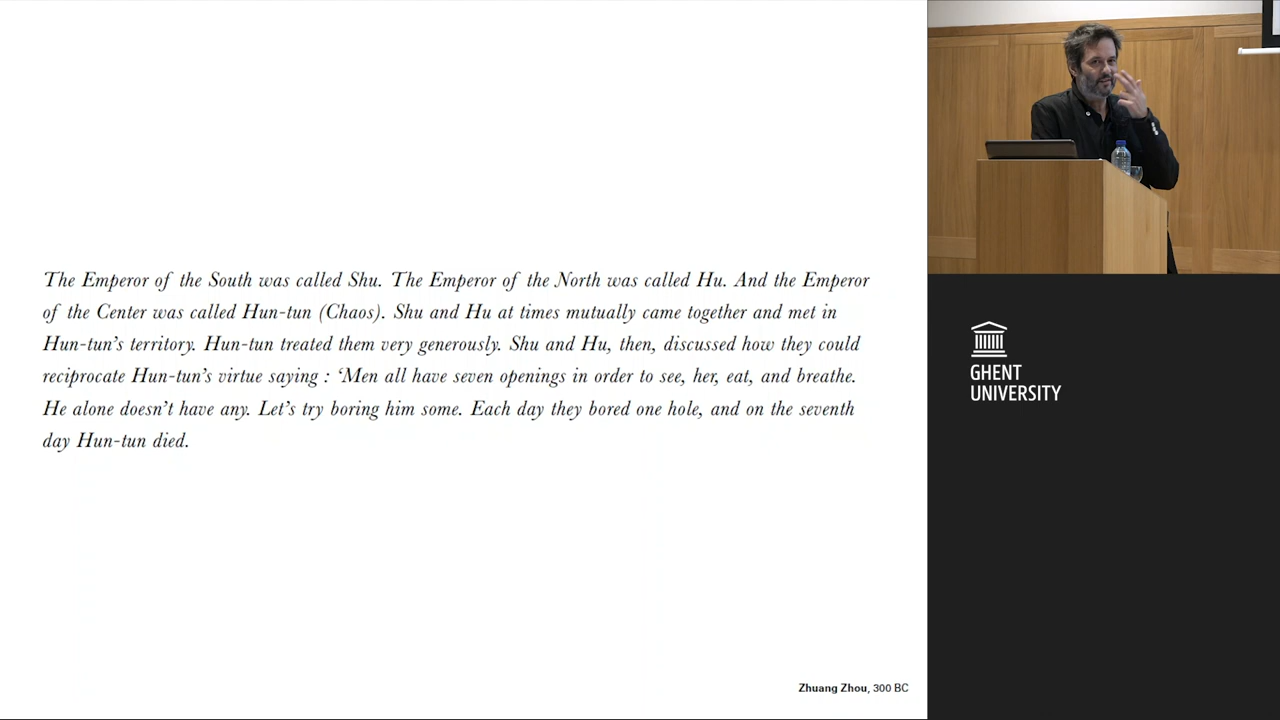 The Emperor of the South was called Shu. The Emperor of the North was called Hu. And the Emperor
of the Center was called Hun-tun (Chaos). Shu and Hu at times mutually came together and met in
Hun-tun's territory. Hun-tun treated them very generously. Shu and Hu, then, discussed how they could
reciprocate Hun-tun's virtue saying : ‘Men all have seven openings in order to see, her, eat, and breathe.
He alone doesn't have any. Let's try boring him some. Each day they bored one hole, and on the seventh
day Hun-tun died.
Zhuang Zhou, 300 BC
GHENT
UNIVERSITY